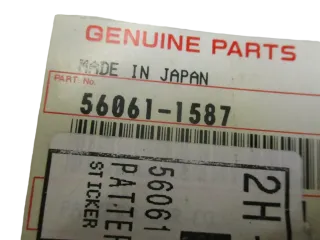 GENUINE PARTS
MADE IN JAPAN
PART No.
56061-1587
56061
PATTER
STICKER
2H